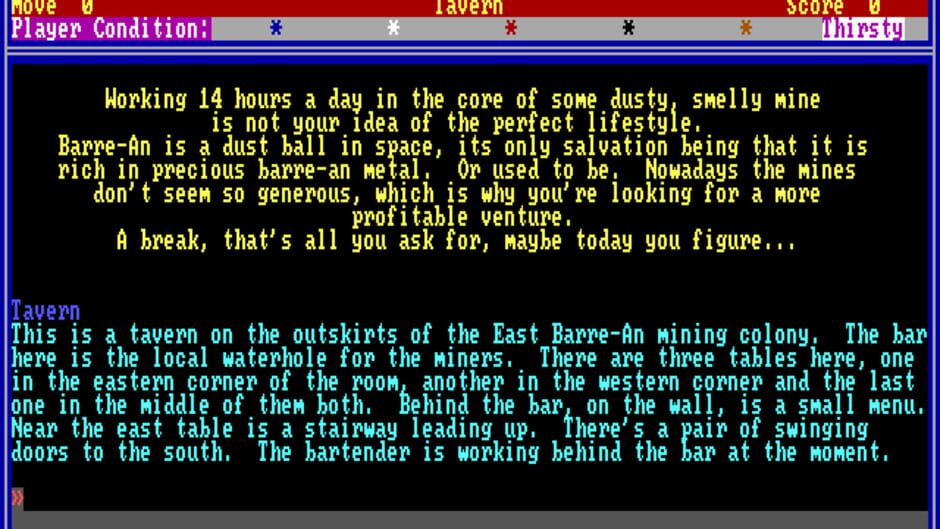 Move 0 Tavern Score 0
Player Condition: * * * * * Thirsty
Working 14 hours a day in the core of some dusty, smelly mine
is not your idea of the perfect lifestyle.
Barre-An is a dust ball in space, its only salvation being that it is
rich in precious barre-an metal. Or used to be. Nowadays the mines
don't seem so generous, which is why you're looking for a more
profitable venture.
A break, that's all you ask for, maybe today you figure...
Tavern
This is a tavern on the outskirts of the East Barre-An mining colony. The bar
here is the local waterhole for the miners. There are three tables here, one
in the eastern corner of the room, another in the western corner and the last
one in the middle of them both. Behind the bar, on the wall, is a small menu.
Near the east table is a stairway leading up. There's a pair of swinging
doors to the south. The bartender is working behind the bar at the moment.
»